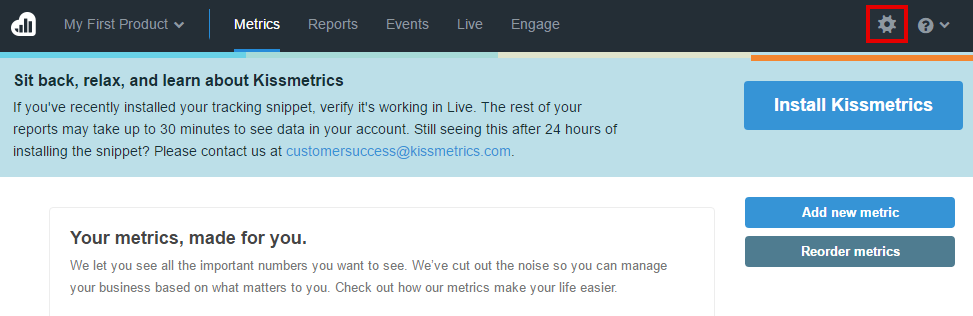 My First Product Metrics Reports Events Live Engage
Sit back, relax, and learn about Kissmetrics
If you've recently installed your tracking snippet, verify it's working in Live. The rest of your
reports may take up to 30 minutes to see data in your account. Still seeing this after 24 hours of
installing the snippet? Please contact us at customersuccess@kissmetrics.com.
Install Kissmetrics
Add new metric
Reorder metrics
Your metrics, made for you.
We let you see all the important numbers you want to see. We've cut out the noise so you can manage
your business based on what matters to you. Check out how our metrics make your life easier.